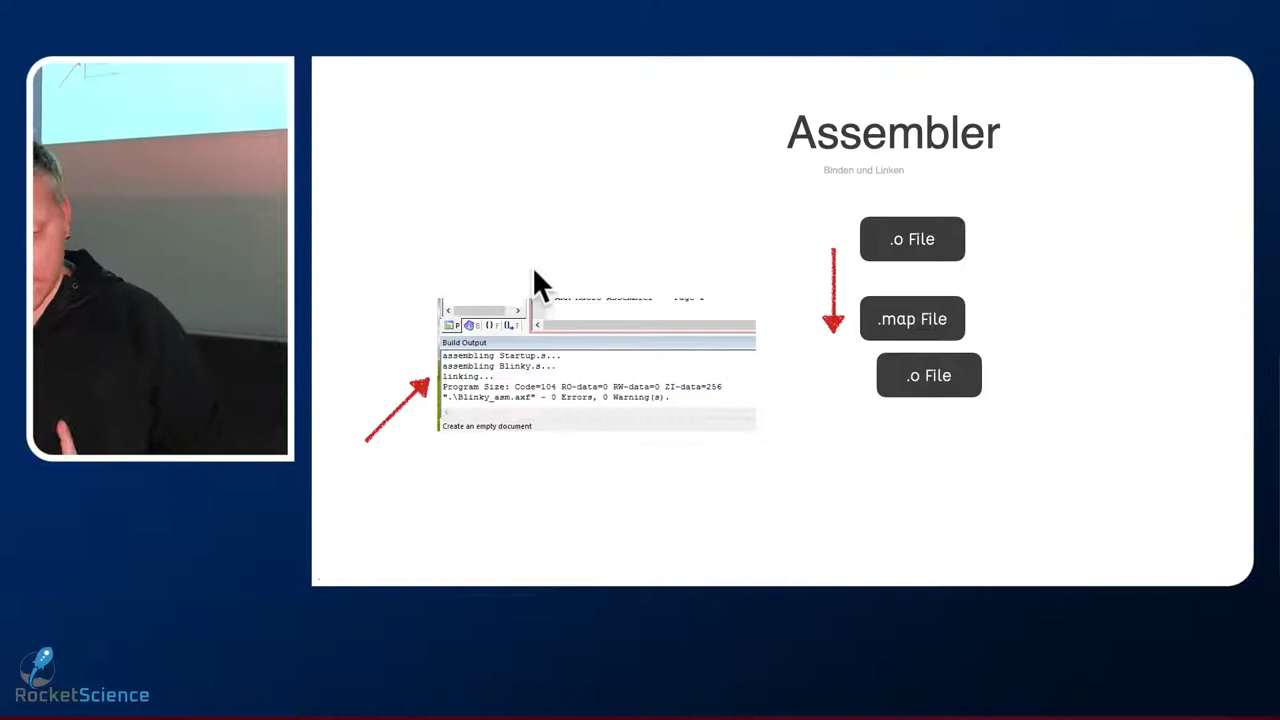 Assembler
Binden und Linken
.o File
.map File
.o File
Build Output
assembling Startup.s...
assembling Blinky.s...
linking...
Program Size: Code=104 RO-data=0 RW-data=0 ZI-data=256
".\Blinky_asm.axf" - 0 Errors, 0 Warning(s).
Create an empty document
RocketScience